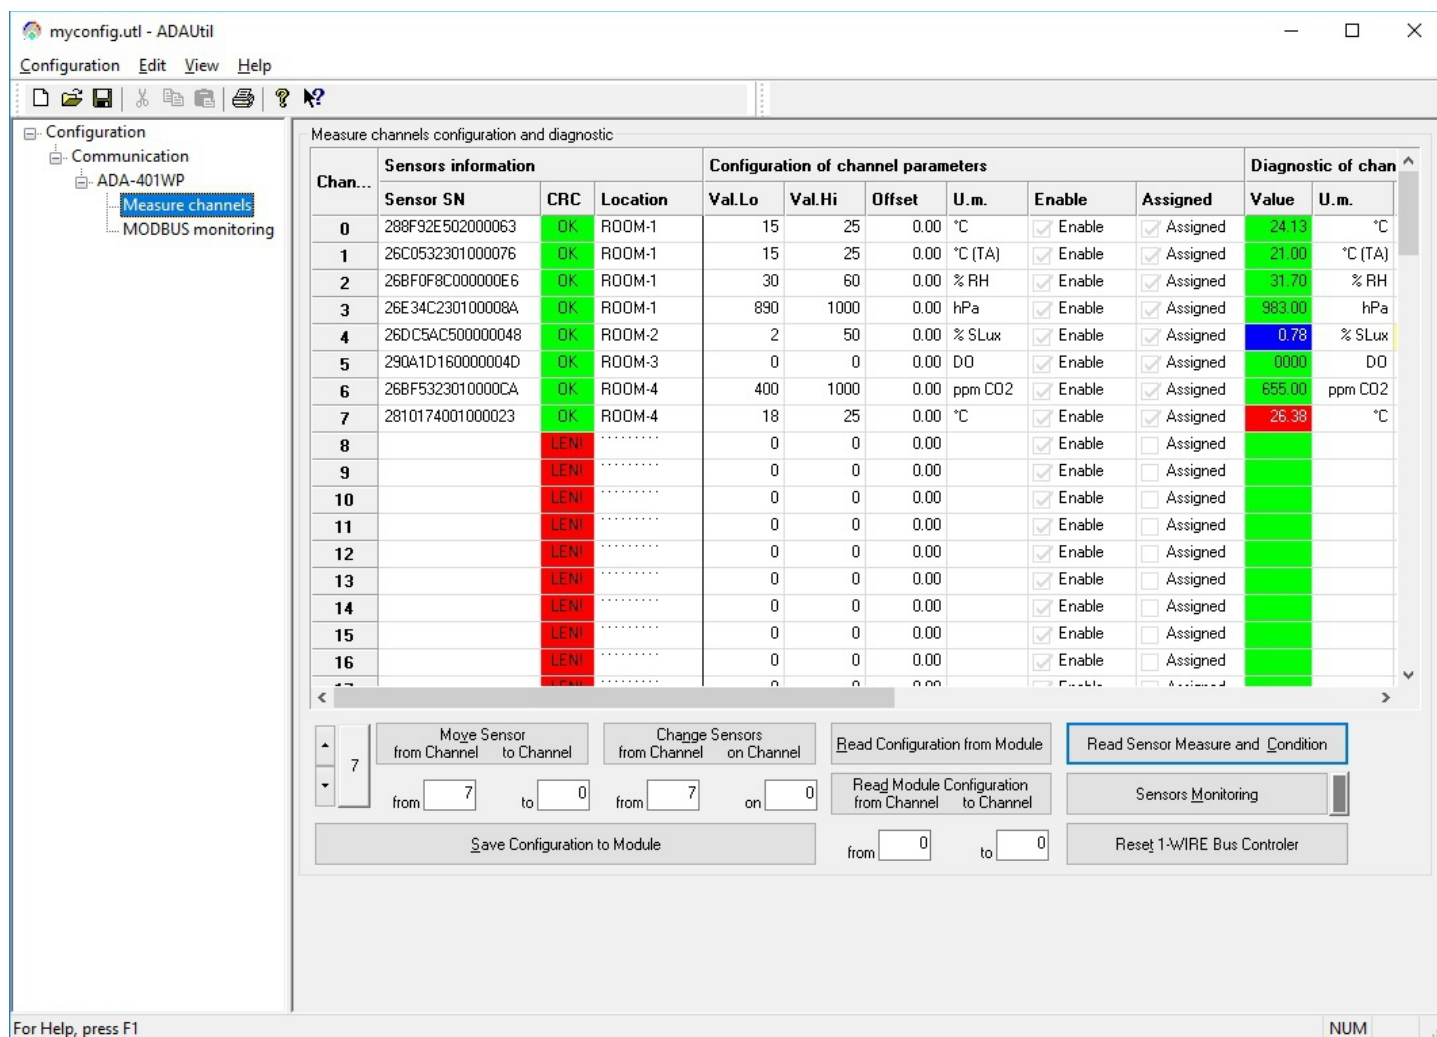 myconfig.utl - ADAUtil
Configuration Edit View Help
Configuration
Communication
ADA-401WP
Measure channels
MODBUS monitoring
Measure channels configuration and diagnostic
Chan... Sensors information Configuration of channel parameters Diagnostic of chan
Sensor SN CRC Location Val.Lo Val.Hi Offset U.m. Enable Assigned Value U.m.
0 288F92E502000063 OK ROOM-1 15 25 0.00 °C Enable Assigned 24.13 °C
1 26C0532301000076 OK ROOM-1 15 25 0.00 °C (TA) Enable Assigned 21.00 °C (TA)
2 26BF0F8C000000E6 OK ROOM-1 30 60 0.00 % RH Enable Assigned 31.70 % RH
3 26E34C230100008A OK ROOM-1 890 1000 0.00 hPa Enable Assigned 983.00 hPa
4 26DC5AC500000048 OK ROOM-2 2 50 0.00 % SLux Enable Assigned 0.78 % SLux
5 290A1D160000004D OK ROOM-3 0 0 0.00 DO Enable Assigned 0000 DO
6 26BF5323010000CA OK ROOM-4 400 1000 0.00 ppm CO2 Enable Assigned 655.00 ppm CO2
7 2810174001000023 OK ROOM-4 18 25 0.00 °C Enable Assigned 26.38 °C
8 LEN! ......... 0 0 0.00 Enable Assigned
9 LEN! ......... 0 0 0.00 Enable Assigned
10 LEN! ......... 0 0 0.00 Enable Assigned
11 LEN! ......... 0 0 0.00 Enable Assigned
12 LEN! ......... 0 0 0.00 Enable Assigned
13 LEN! ......... 0 0 0.00 Enable Assigned
14 LEN! ......... 0 0 0.00 Enable Assigned
15 LEN! ......... 0 0 0.00 Enable Assigned
16 LEN! ......... 0 0 0.00 Enable Assigned
7
Move Sensor
from Channel to Channel
from 7 to 0
Change Sensors
from Channel on Channel
from 7 on 0
Save Configuration to Module
Read Configuration from Module
Read Module Configuration
from Channel to Channel
from 0 to 0
Read Sensor Measure and Condition
Sensors Monitoring
Reset 1-WIRE Bus Controler
For Help, press F1
NUM